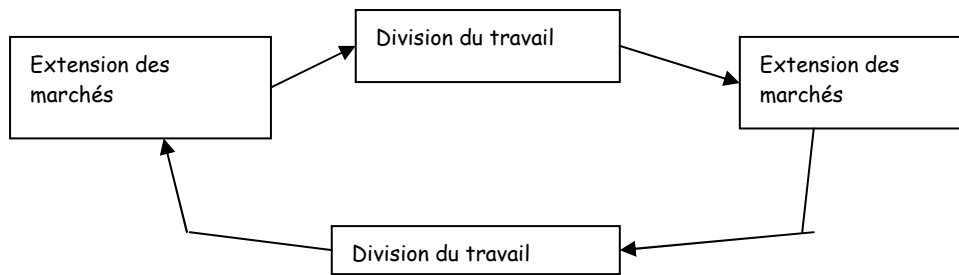 Division du travail
Extension des
marchés
Extension des
marchés
Division du travail